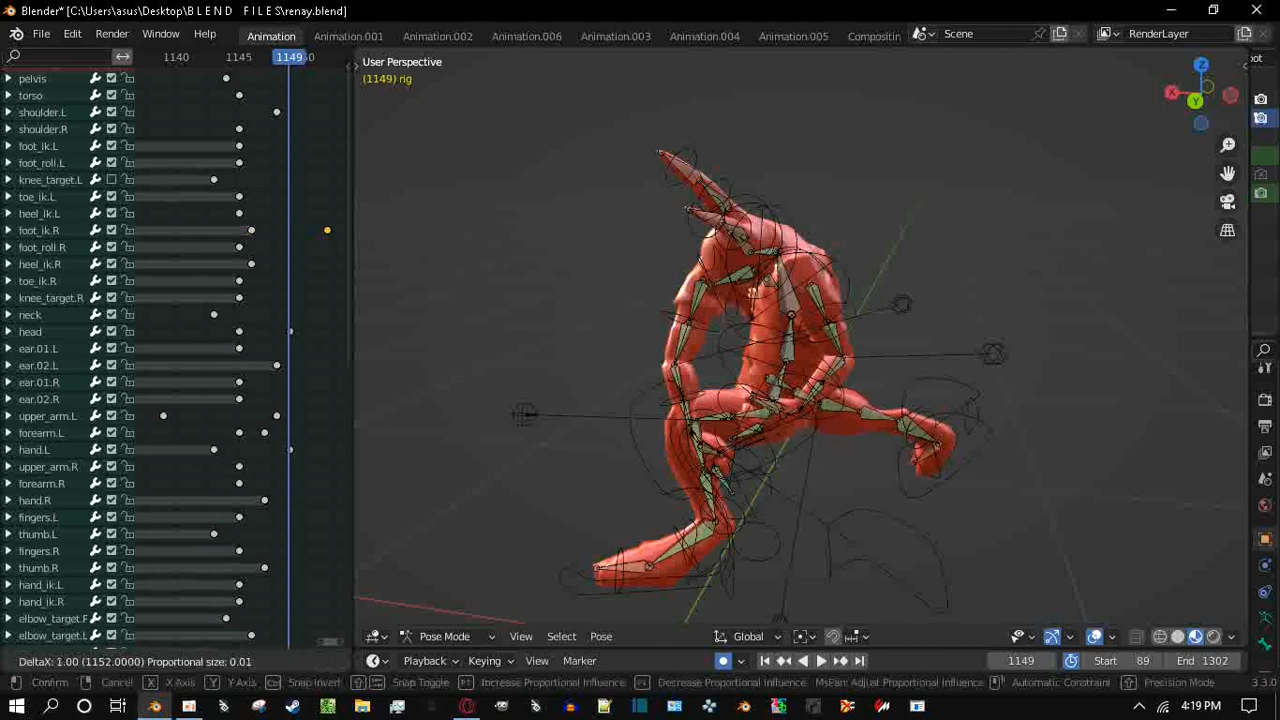 Blender* [C:\Users\asus\Desktop\B L E N D   F I L E S\renay.blend]
File Edit Render Window Help Animation Animation.001 Animation.002 Animation.006 Animation.003 Animation.004 Animation.005 Compositin Scene RenderLayer
1140 1145 1149 50
User Perspective
(1149) rig
pelvis
torso
shoulder.L
shoulder.R
foot_ik.L
foot_roll.L
knee_target.L
toe_ik.L
heel_ik.L
foot_ik.R
foot_roll.R
heel_ik.R
toe_ik.R
knee_target.R
neck
head
ear.01.L
ear.02.L
ear.01.R
ear.02.R
upper_arm.L
forearm.L
hand.L
upper_arm.R
forearm.R
hand.R
fingers.L
thumb.L
fingers.R
thumb.R
hand_ik.L
hand_ik.R
elbow_target.F
elbow_target.L
X
Y
Z
oot
Pose Mode View Select Pose Global
DeltaX: 1.00 (1152.0000) Proportional size: 0.01
Playback Keying View Marker 1149 Start 89 End 1302
Confirm Cancel X X Axis Y Y Axis Snap Invert Snap Toggle Increase Proportional Influence Decrease Proportional Influence MsPan: Adjust Proportional Influence Automatic Constraint Precision Mode 3.3.0
4:19 PM